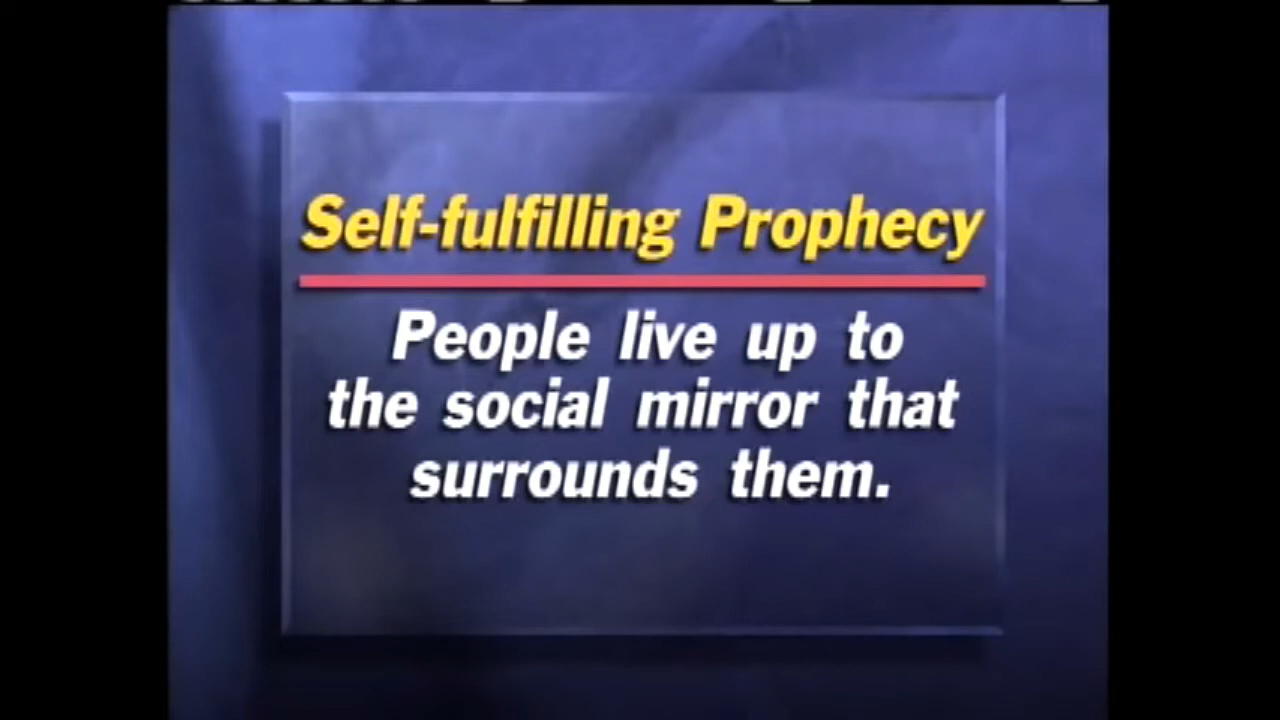 Self-fulfilling Prophecy
People live up to
the social mirror that
surrounds them.